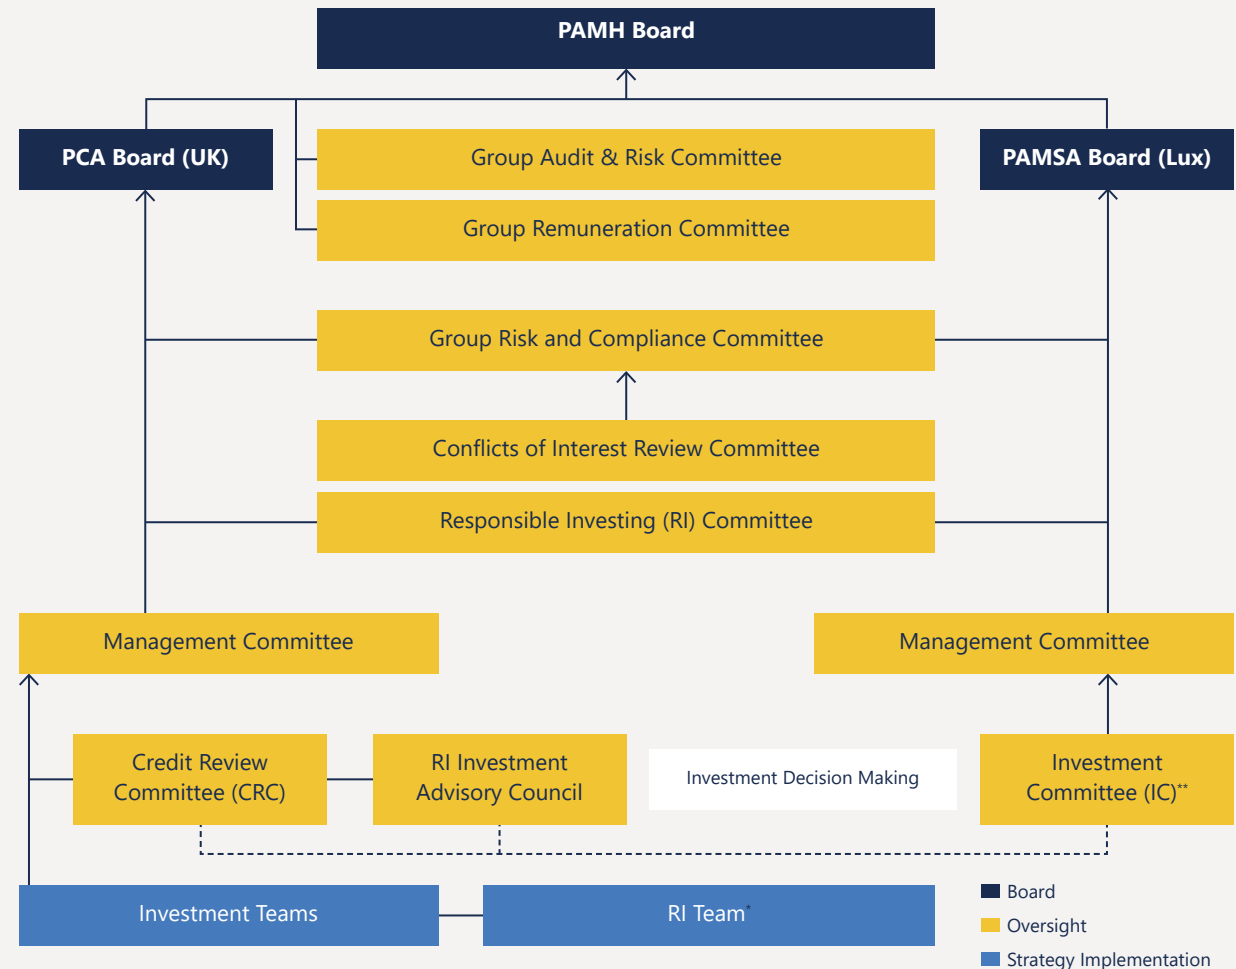 PAMH Board
PCA Board (UK)
Group Audit & Risk Committee
PAMSA Board (Lux)
Group Remuneration Committee
Group Risk and Compliance Committee
Conflicts of Interest Review Committee
Responsible Investing (RI) Committee
Management Committee
Management Committee
Credit Review
Committee (CRC)
RI Investment
Advisory Council
Investment Decision Making
Investment
Committee (IC)**
Investment Teams
RI Team*
Board
Oversight
Strategy Implementation